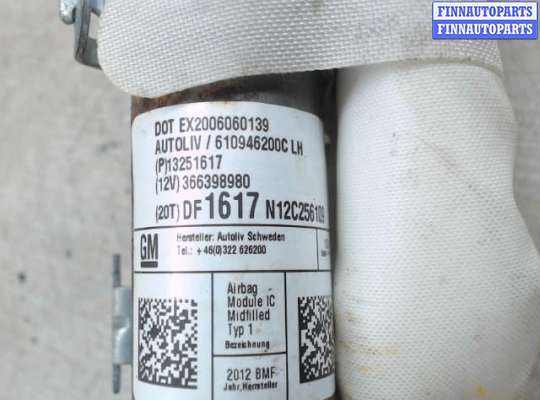 FINNAUTOPARTS
FINNAUTOPARTS
DOT EX2006060139
AUTOLIV / 610946200C LH
(P)13251617
(12V) 366398980
(20T) DF 1617 N12C256109
GM
Hersteller: Autoliv Schweden
Tel.: +46(0)322 626200
Airbag
Module IC
Midfilled
Typ 1
Bezeichnung
2012 BMF
Jahr, Hersteller